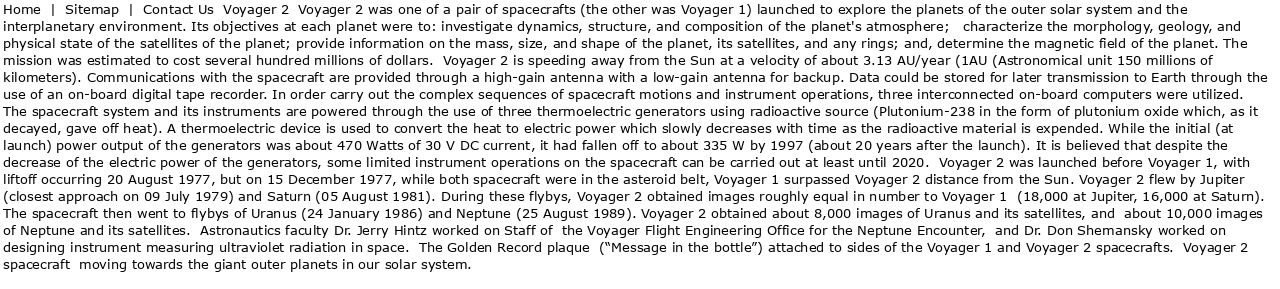 Home | Sitemap | Contact Us Voyager 2 Voyager 2 was one of a pair of spacecrafts (the other was Voyager 1) launched to explore the planets of the outer solar system and the
interplanetary environment. Its objectives at each planet were to: investigate dynamics, structure, and composition of the planet's atmosphere; characterize the morphology, geology, and
physical state of the satellites of the planet; provide information on the mass, size, and shape of the planet, its satellites, and any rings; and, determine the magnetic field of the planet. The
mission was estimated to cost several hundred millions of dollars. Voyager 2 is speeding away from the Sun at a velocity of about 3.13 AU/year (1AU (Astronomical unit 150 millions of
kilometers). Communications with the spacecraft are provided through a high-gain antenna with a low-gain antenna for backup. Data could be stored for later transmission to Earth through the
use of an on-board digital tape recorder. In order carry out the complex sequences of spacecraft motions and instrument operations, three interconnected on-board computers were utilized.
The spacecraft system and its instruments are powered through the use of three thermoelectric generators using radioactive source (Plutonium-238 in the form of plutonium oxide which, as it
decayed, gave off heat). A thermoelectric device is used to convert the heat to electric power which slowly decreases with time as the radioactive material is expended. While the initial (at
launch) power output of the generators was about 470 Watts of 30 V DC current, it had fallen off to about 335 W by 1997 (about 20 years after the launch). It is believed that despite the
decrease of the electric power of the generators, some limited instrument operations on the spacecraft can be carried out at least until 2020. Voyager 2 was launched before Voyager 1, with
liftoff occurring 20 August 1977, but on 15 December 1977, while both spacecraft were in the asteroid belt, Voyager 1 surpassed Voyager 2 distance from the Sun. Voyager 2 flew by Jupiter
(closest approach on 09 July 1979) and Saturn (05 August 1981). During these flybys, Voyager 2 obtained images roughly equal in number to Voyager 1 (18,000 at Jupiter, 16,000 at Saturn).
The spacecraft then went to flybys of Uranus (24 January 1986) and Neptune (25 August 1989). Voyager 2 obtained about 8,000 images of Uranus and its satellites, and about 10,000 images
of Neptune and its satellites. Astronautics faculty Dr. Jerry Hintz worked on Staff of the Voyager Flight Engineering Office for the Neptune Encounter, and Dr. Don Shemansky worked on
designing instrument measuring ultraviolet radiation in space. The Golden Record plaque (“Message in the bottle”) attached to sides of the Voyager 1 and Voyager 2 spacecrafts. Voyager 2
spacecraft moving towards the giant outer planets in our solar system.